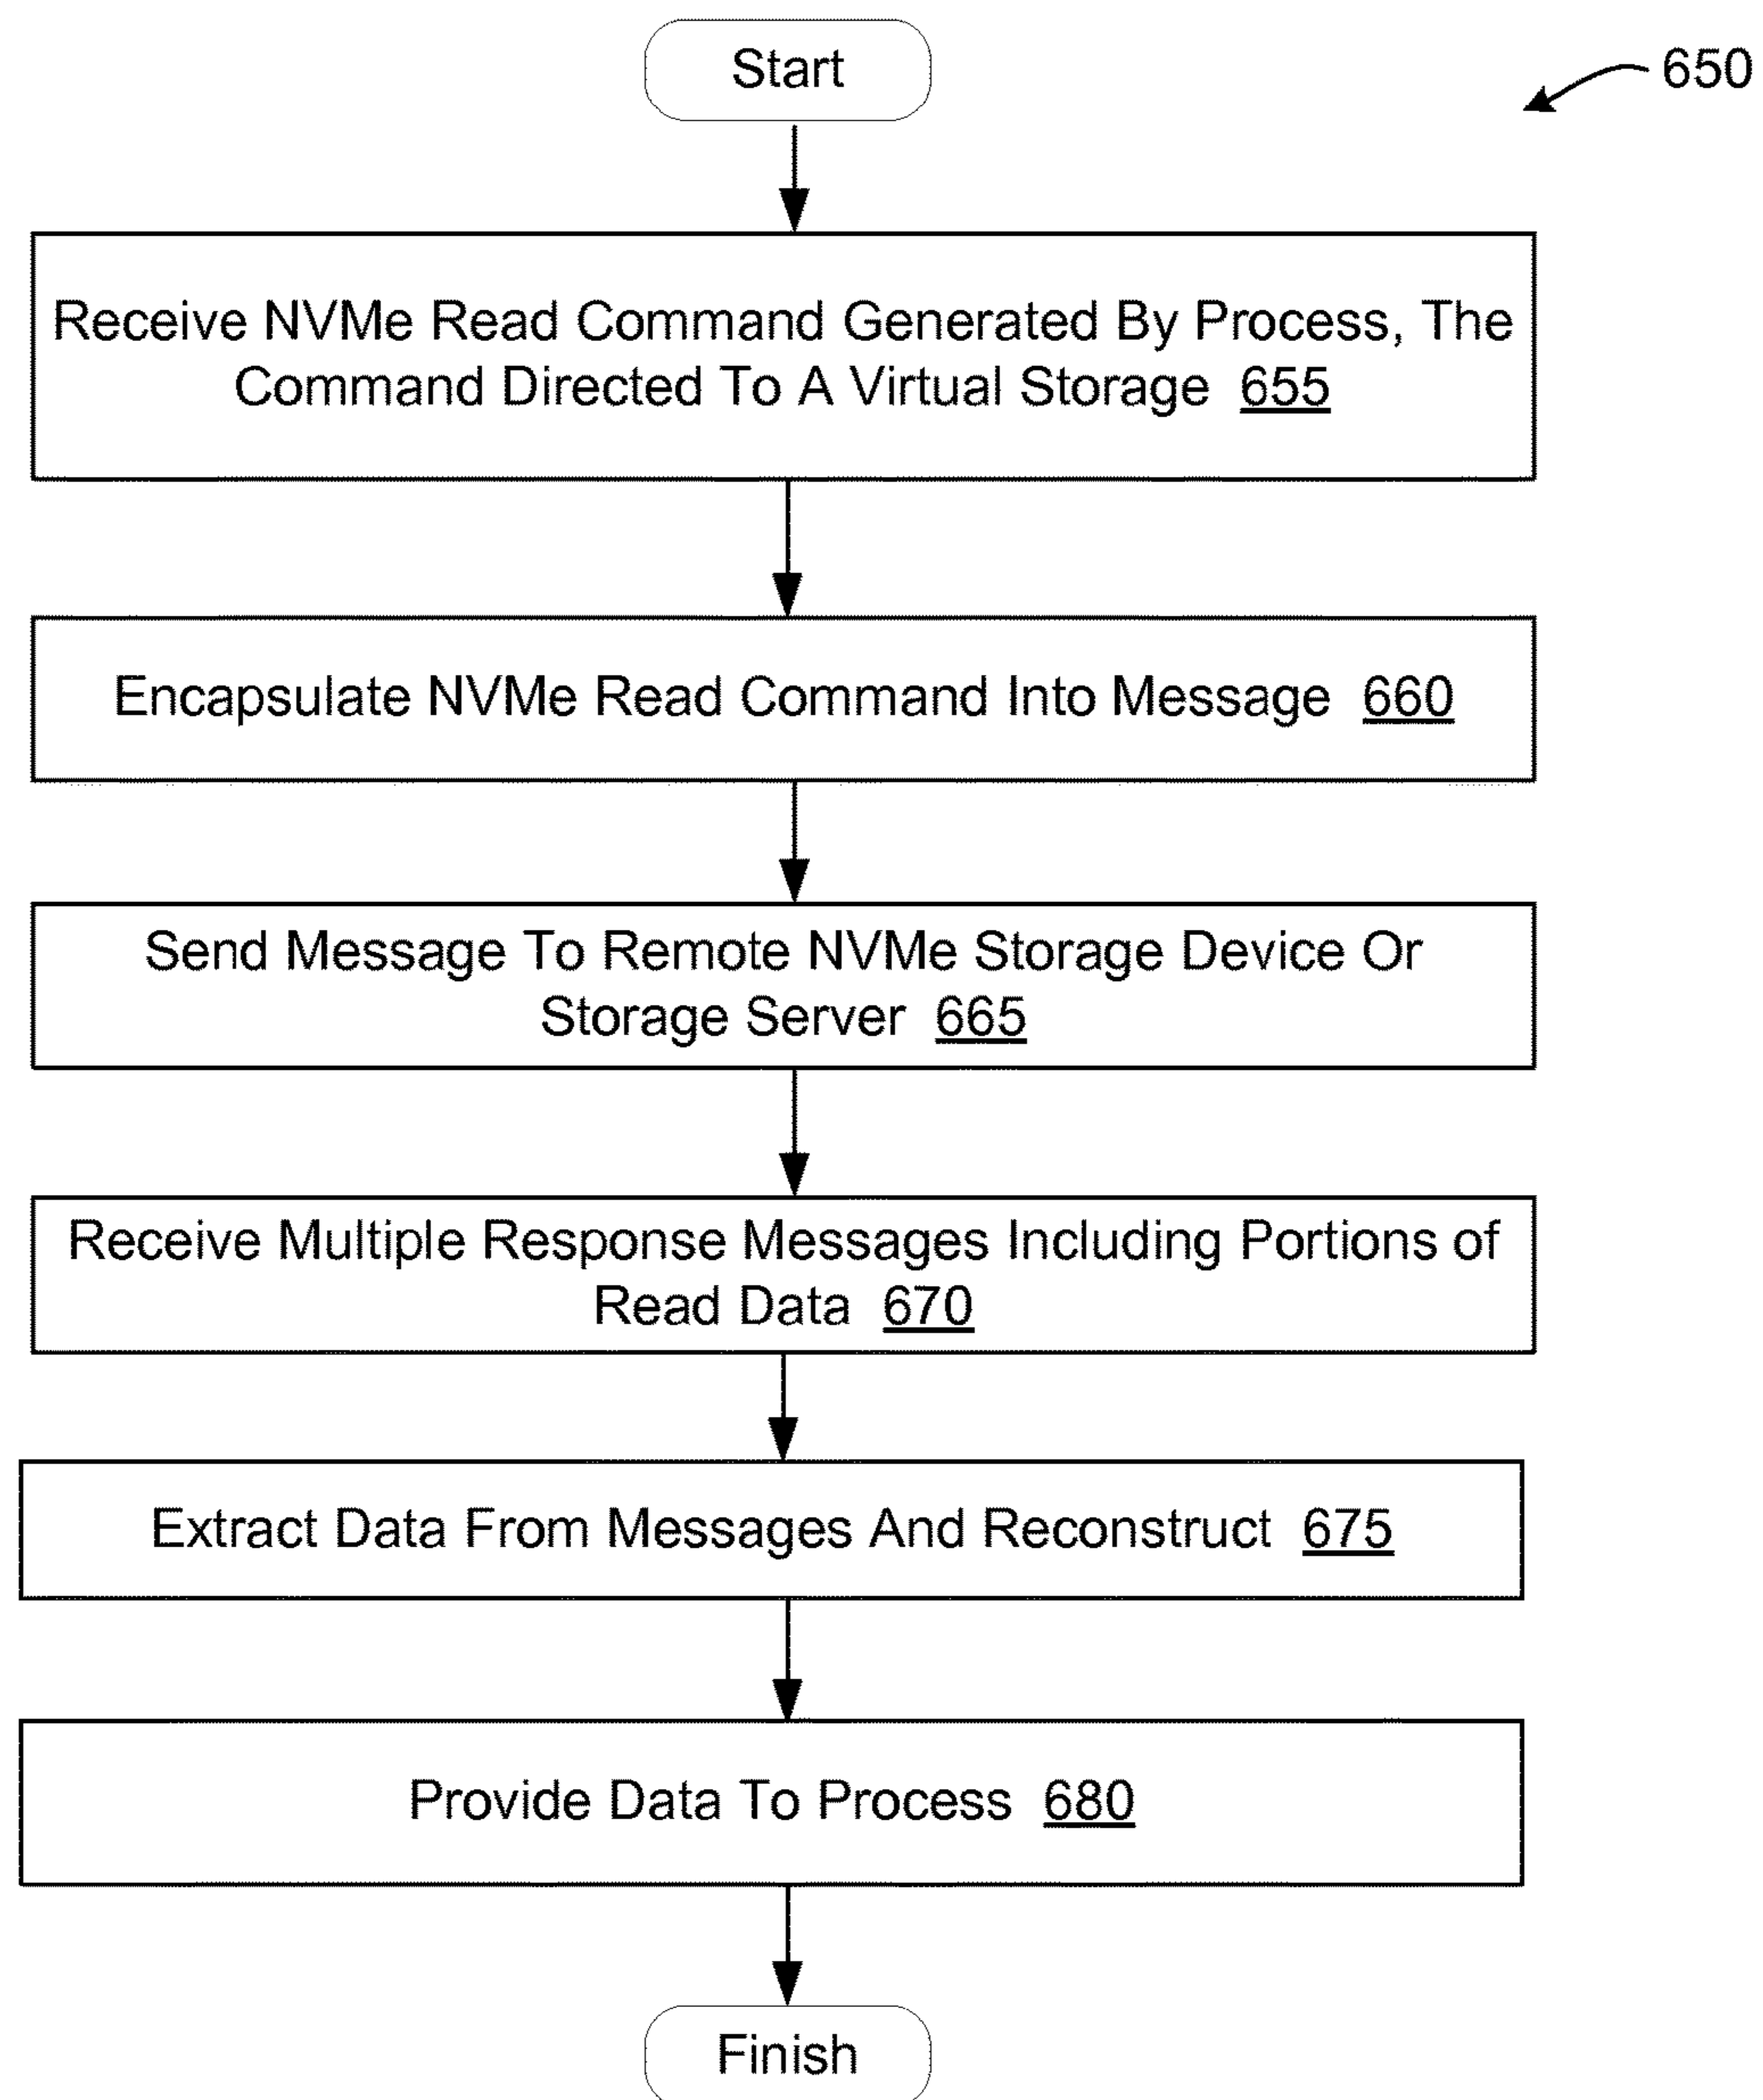 Start
650
Receive NVMe Read Command Generated By Process, The
Command Directed To A Virtual Storage 655
Encapsulate NVMe Read Command Into Message 660
Send Message To Remote NVMe Storage Device Or
Storage Server 665
Receive Multiple Response Messages Including Portions of
Read Data 670
Extract Data From Messages And Reconstruct 675
Provide Data To Process 680
Finish